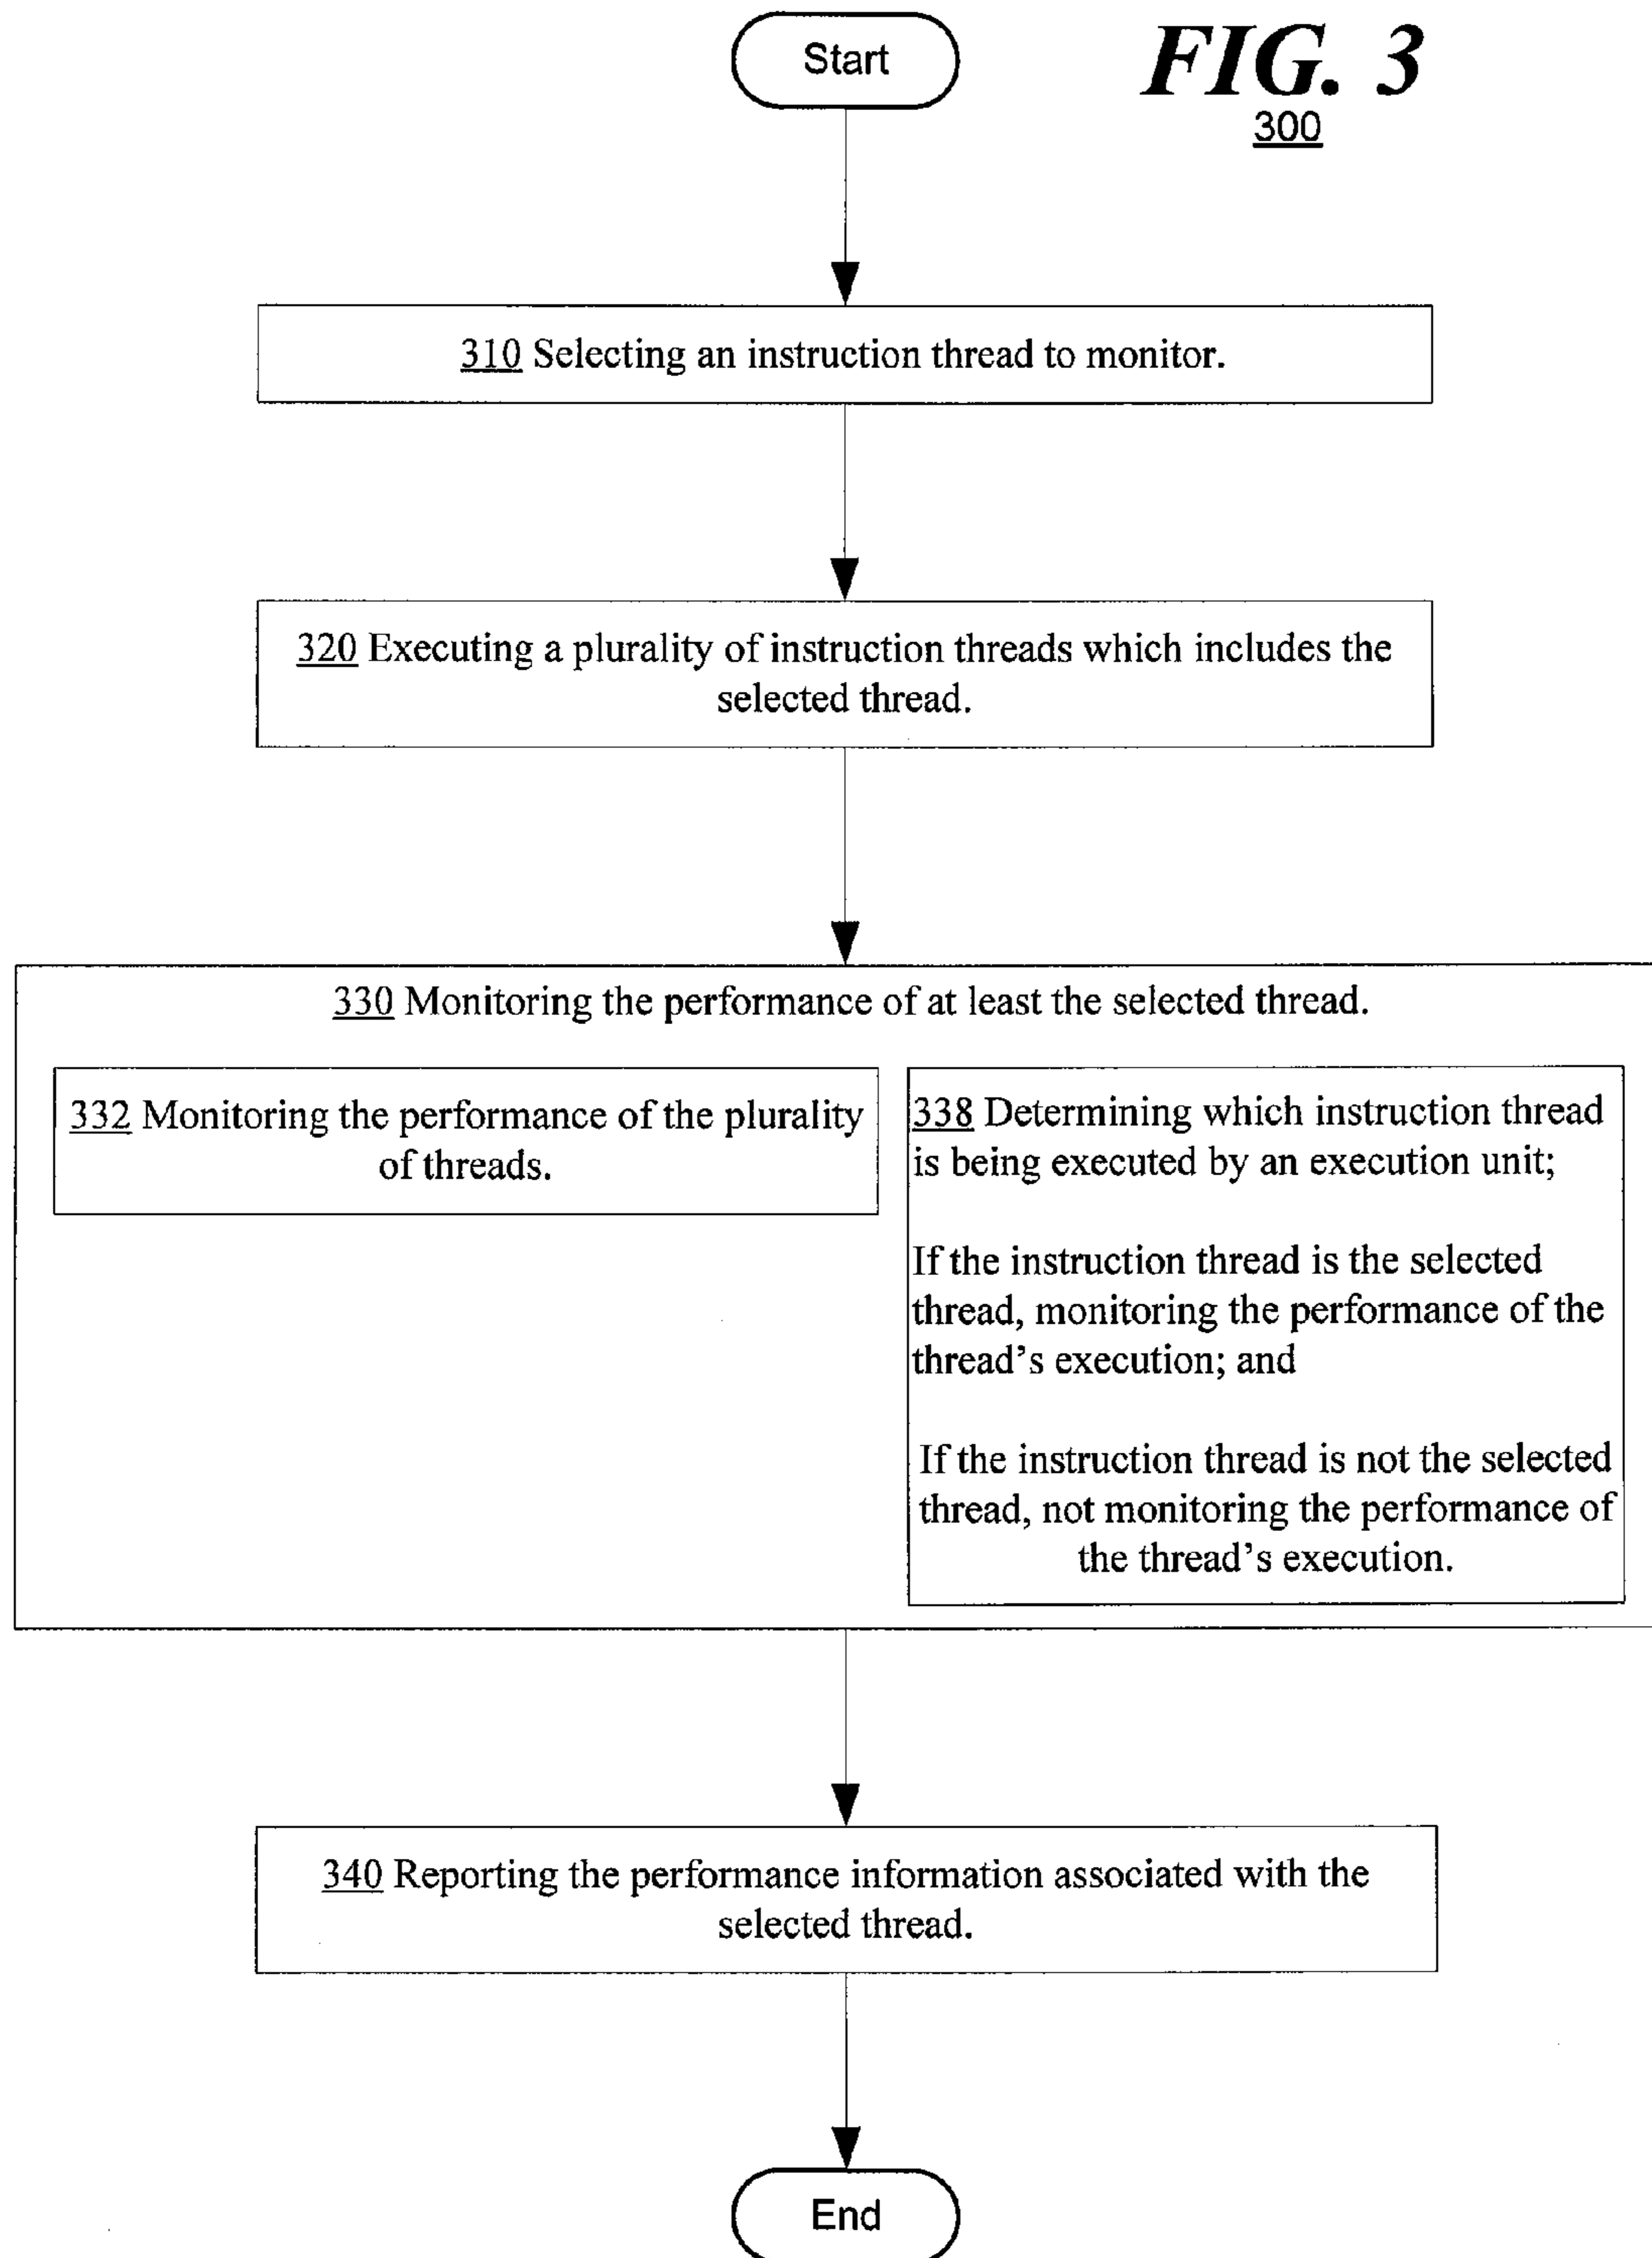 Start
FIG. 3
300
310 Selecting an instruction thread to monitor.
320 Executing a plurality of instruction threads which includes the
selected thread.
330 Monitoring the performance of at least the selected thread.
332 Monitoring the performance of the plurality
of threads.
338 Determining which instruction thread
is being executed by an execution unit;
If the instruction thread is the selected
thread, monitoring the performance of the
thread's execution; and
If the instruction thread is not the selected
thread, not monitoring the performance of
the thread's execution.
340 Reporting the performance information associated with the
selected thread.
End